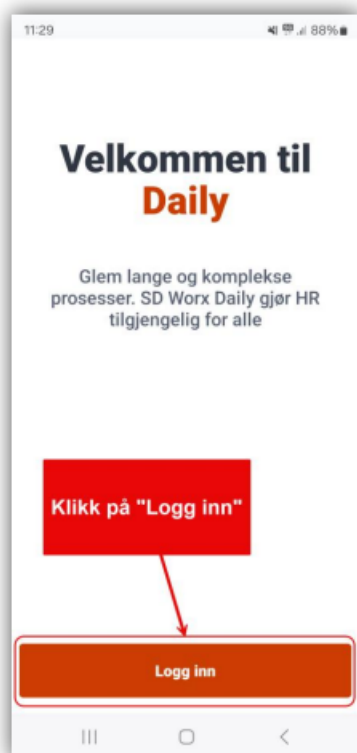 11:29
88%
Velkommen til
Daily
Glem lange og komplekse
prosesser. SD Worx Daily gjør HR
tilgjengelig for alle
Klikk på "Logg inn"
Logg inn